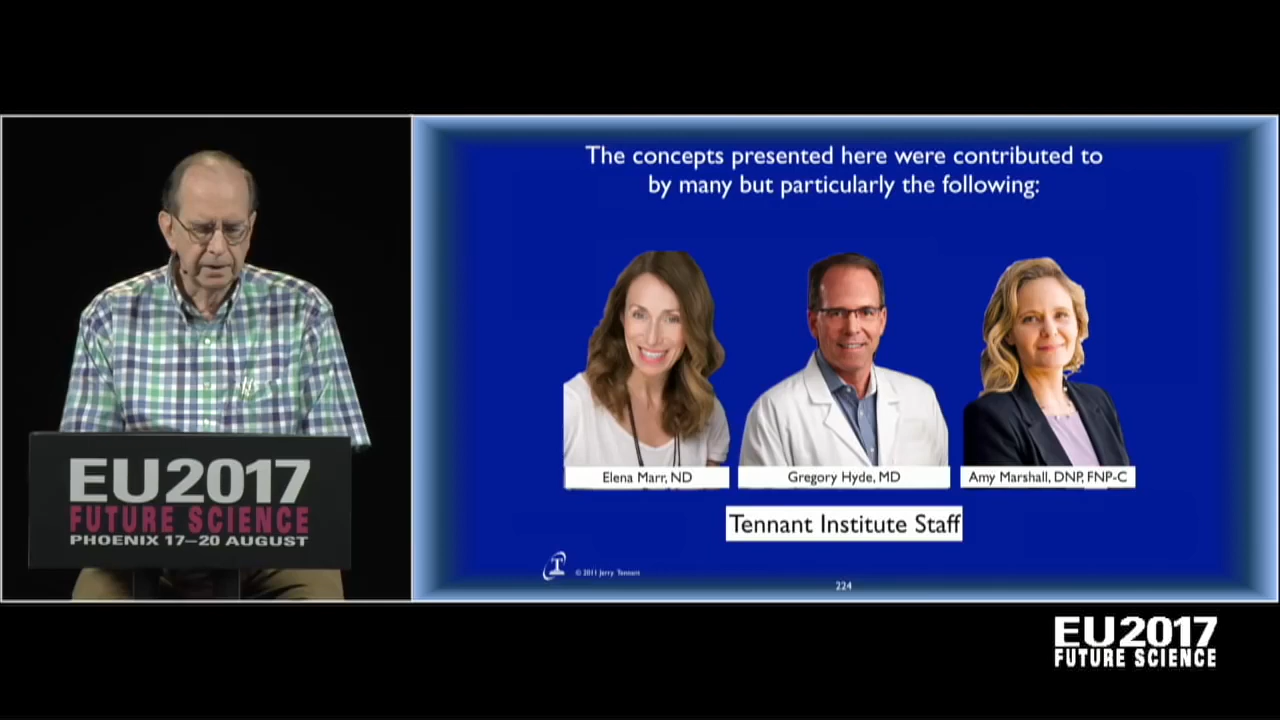 The concepts presented here were contributed to
by many but particularly the following:
Elena Marr, ND
Gregory Hyde, MD
Amy Marshall, DNP, FNP-C
Tennant Institute Staff
T
© 2011 Jerry Tennant
224
EU2017
FUTURE SCIENCE
PHOENIX 17–20 AUGUST
EU2017
FUTURE SCIENCE